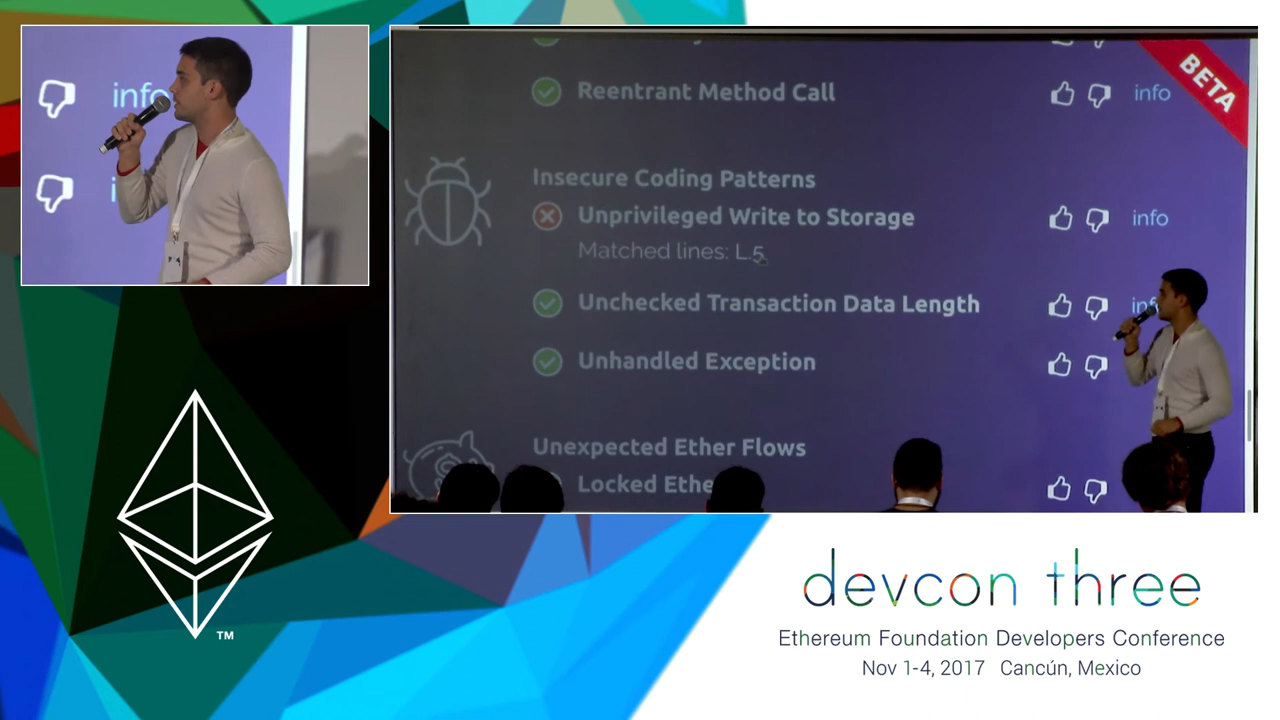 info
Reentrant Method Call
info
BETA
Insecure Coding Patterns
Unprivileged Write to Storage
info
Matched lines: L.5
Unchecked Transaction Data Length
Unhandled Exception
Unexpected Ether Flows
Locked Ethe
TM
devcon three
Ethereum Foundation Developers Conference
Nov 1-4, 2017 Cancún, Mexico